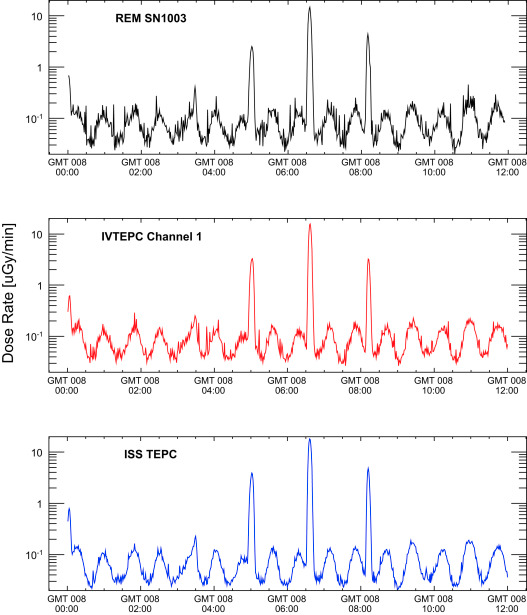 REM SN1003
10
1
10-1
GMT 008 GMT 008 GMT 008 GMT 008 GMT 008 GMT 008 GMT 008
00:00 02:00 04:00 06:00 08:00 10:00 12:00
Dose Rate [uGy/min]
IVTEPC Channel 1
10
1
10-1
GMT 008 GMT 008 GMT 008 GMT 008 GMT 008 GMT 008 GMT 008
00:00 02:00 04:00 06:00 08:00 10:00 12:00
ISS TEPC
10
1
10-1
GMT 008 GMT 008 GMT 008 GMT 008 GMT 008 GMT 008 GMT 008
00:00 02:00 04:00 06:00 08:00 10:00 12:00